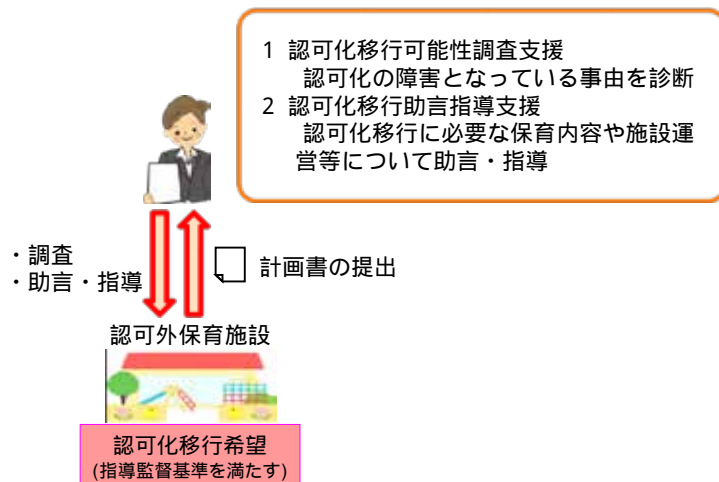 1 認可化移行可能性調査支援
認可化の障害となっている事由を診断
2 認可化移行助言指導支援
認可化移行に必要な保育内容や施設運
営等について助言・指導
・調査
・助言・指導
計画書の提出
認可外保育施設
認可化移行希望
(指導監督基準を満たす)